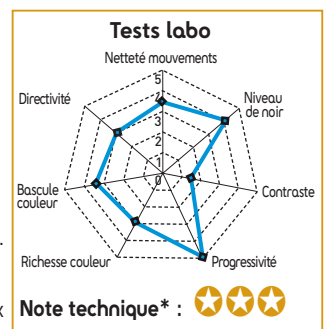 Tests labo
Netteté mouvements
5
4
3
2
1
0
Directivité
Niveau
de noir
Bascule
couleur
Contraste
Richesse couleur
Progressivité
x Note technique* :